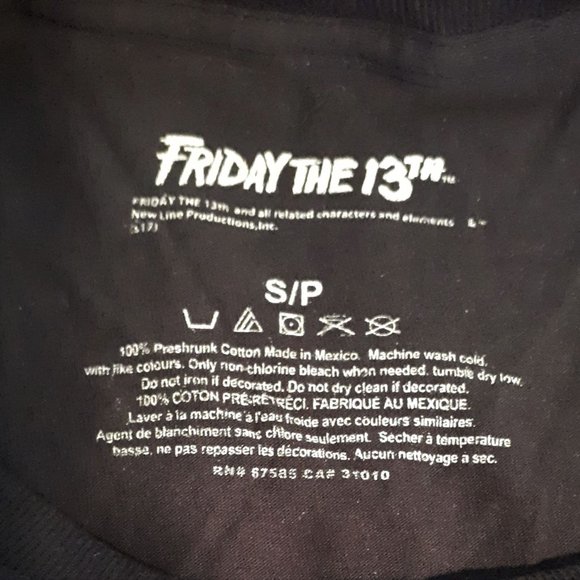 FRIDAY THE 13TH TM
FRIDAY THE 13th and all related characters and elements & ™
New Line Productions,Inc.
S/P
100% Preshrunk Cotton Made in Mexico. Machine wash cold,
with like colours. Only non-chlorine bleach when needed. tumble dry low.
Do not iron if decorated. Do not dry clean if decorated.
100% COTON PRÉ-RÉTRÉCI. FABRIQUÉ AU MEXIQUE.
Laver à la machine à l'eau froide avec couleurs similaires.
Agent de blanchiment sans chlore seulement. Sécher à température
basse, ne pas repasser les décorations. Aucun nettoyage à sec.
RN# 67585 CA# 31010